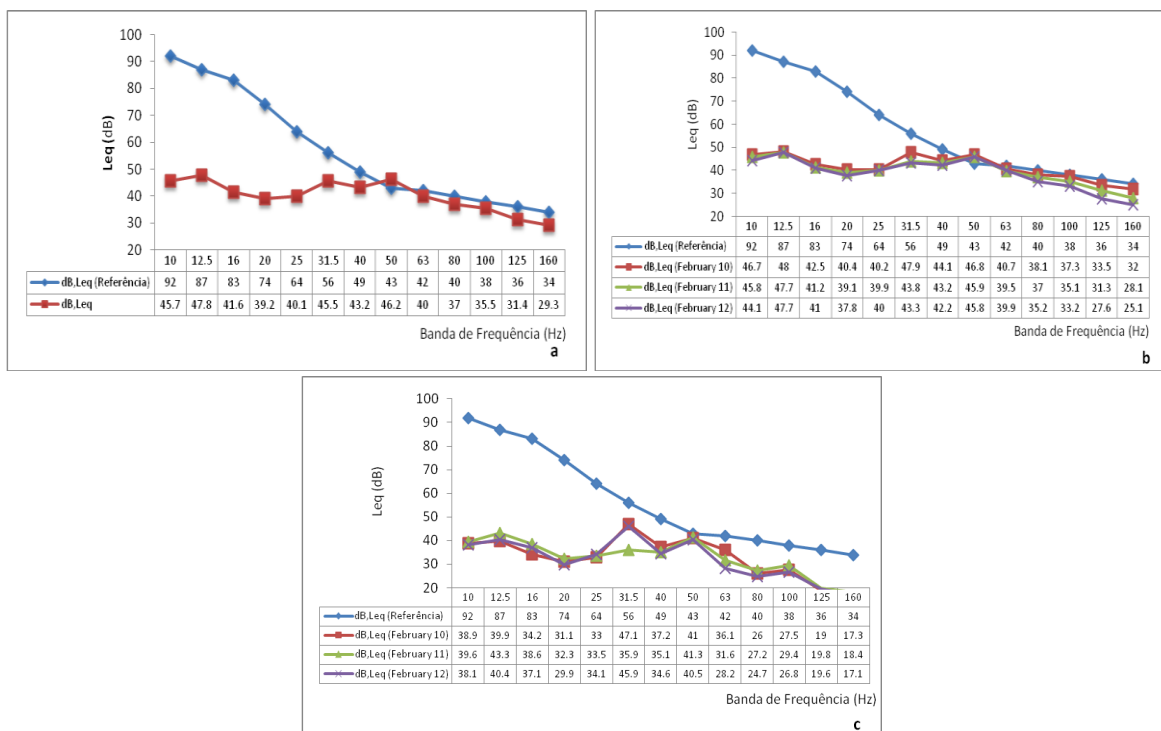 100
90
80
70
60
50
40
30
20
Leq (dB)
10 12.5 16 20 25 31.5 40 50 63 80 100 125 160
dB,Leq (Referência) 92 87 83 74 64 56 49 43 42 40 38 36 34
dB,Leq 45.7 47.8 41.6 39.2 40.1 45.5 43.2 46.2 40 37 35.5 31.4 29.3
Banda de Frequência (Hz)
a
100
90
80
70
60
50
40
30
20
Leq (dB)
10 12.5 16 20 25 31.5 40 50 63 80 100 125 160
dB,Leq (Referência) 92 87 83 74 64 56 49 43 42 40 38 36 34
dB,Leq (February 10) 46.7 48 42.5 40.4 40.2 47.9 44.1 46.8 40.7 38.1 37.3 33.5 32
dB,Leq (February 11) 45.8 47.7 41.2 39.1 39.9 43.8 43.2 45.9 39.5 37 35.1 31.3 28.1
dB,Leq (February 12) 44.1 47.7 41 37.8 40 43.3 42.2 45.8 39.9 35.2 33.2 27.6 25.1
Banda de Frequência (Hz)
b
90
80
70
60
50
40
30
20
Leq (dB)
10 12.5 16 20 25 31.5 40 50 63 80 100 125 160
dB,Leq (Referência) 92 87 83 74 64 56 49 43 42 40 38 36 34
dB,Leq (February 10) 38.9 39.9 34.2 31.1 33 47.1 37.2 41 36.1 26 27.5 19 17.3
dB,Leq (February 11) 39.6 43.3 38.6 32.3 33.5 35.9 35.1 41.3 31.6 27.2 29.4 19.8 18.4
dB,Leq (February 12) 38.1 40.4 37.1 29.9 34.1 45.9 34.6 40.5 28.2 24.7 26.8 19.6 17.1
Banda de Frequência (Hz)
c